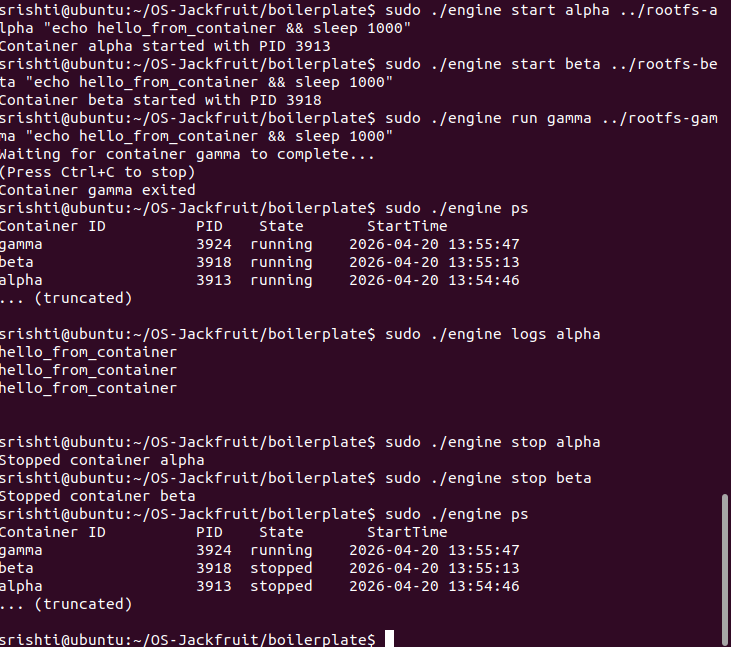 srishti@ubuntu:~/OS-Jackfruit/boilerplate$ sudo ./engine start alpha ../rootfs-a
lpha "echo hello_from_container && sleep 1000"
Container alpha started with PID 3913
srishti@ubuntu:~/OS-Jackfruit/boilerplate$ sudo ./engine start beta ../rootfs-be
ta "echo hello_from_container && sleep 1000"
Container beta started with PID 3918
srishti@ubuntu:~/OS-Jackfruit/boilerplate$ sudo ./engine run gamma ../rootfs-gam
ma "echo hello_from_container && sleep 1000"
Waiting for container gamma to complete...
(Press Ctrl+C to stop)
Container gamma exited
srishti@ubuntu:~/OS-Jackfruit/boilerplate$ sudo ./engine ps
Container ID          PID    State       StartTime
gamma                 3924  running    2026-04-20 13:55:47
beta                  3918  running    2026-04-20 13:55:13
alpha                 3913  running    2026-04-20 13:54:46
... (truncated)
srishti@ubuntu:~/OS-Jackfruit/boilerplate$ sudo ./engine logs alpha
hello_from_container
hello_from_container
hello_from_container
srishti@ubuntu:~/OS-Jackfruit/boilerplate$ sudo ./engine stop alpha
Stopped container alpha
srishti@ubuntu:~/OS-Jackfruit/boilerplate$ sudo ./engine stop beta
Stopped container beta
srishti@ubuntu:~/OS-Jackfruit/boilerplate$ sudo ./engine ps
Container ID          PID    State       StartTime
gamma                 3924  running    2026-04-20 13:55:47
beta                  3918  stopped    2026-04-20 13:55:13
alpha                 3913  stopped    2026-04-20 13:54:46
... (truncated)
srishti@ubuntu:~/OS-Jackfruit/boilerplate$